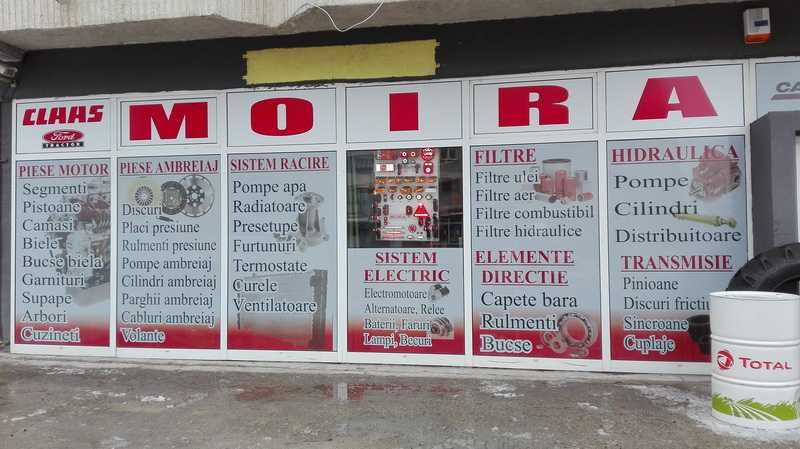 CLAAS
Ford
TRACTOR
M O I R A
CA
PIESE MOTOR
Segmenti
Pistoane
Camasi
Biele
Bucse biela
Garnituri
Supape
Arbori
Cuzineti
PIESE AMBREIAJ
Discuri
Placi presiune
Rulmenti presiune
Pompe ambreiaj
Cilindri ambreiaj
Parghii ambreiaj
Cabluri ambreiaj
Volante
SISTEM RACIRE
Pompe apa
Radiatoare
Presetupe
Furtunuri
Termostate
Curele
Ventilatoare
SISTEM
ELECTRIC
Electromotoare
Alternatoare, Relee
Baterii, Faruri
Lampi, Becuri
FILTRE
Filtre ulei
Filtre aer
Filtre combustibil
Filtre hidraulice
ELEMENTE
DIRECTIE
Capete bara
Rulmenti
Bucse
HIDRAULICA
Pompe
Cilindri
Distribuitoare
TRANSMISIE
Pinioane
Discuri frictiu
Sincroane
Cuplaje
TOTAL